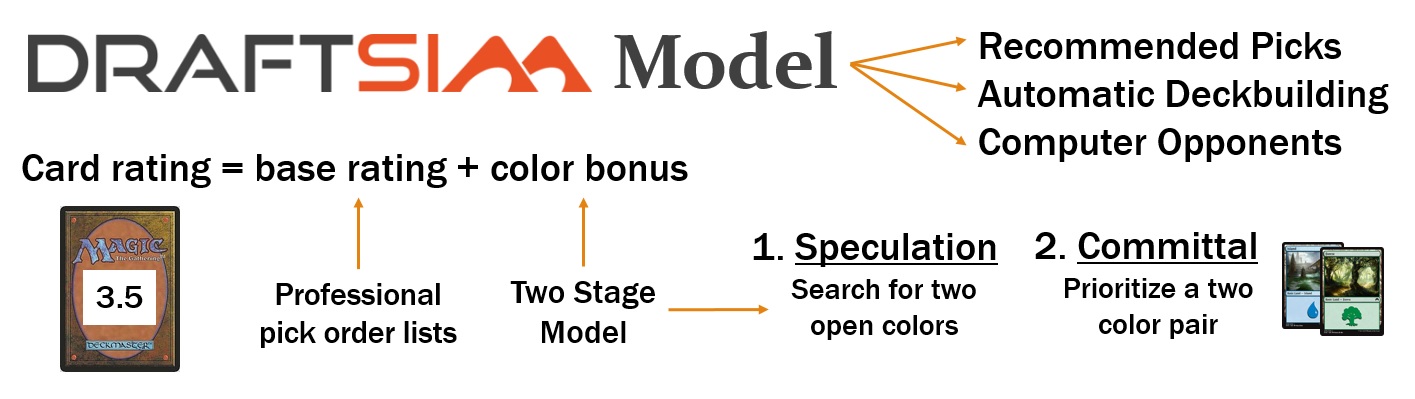 DRAFTSIM Model
Recommended Picks
Automatic Deckbuilding
Computer Opponents
Card rating = base rating + color bonus
MAGIC
The Gathering
3.5
DECKMASTER
Professional
pick order lists
Two Stage
Model
1. Speculation
Search for two
open colors
2. Committal
Prioritize a two
color pair